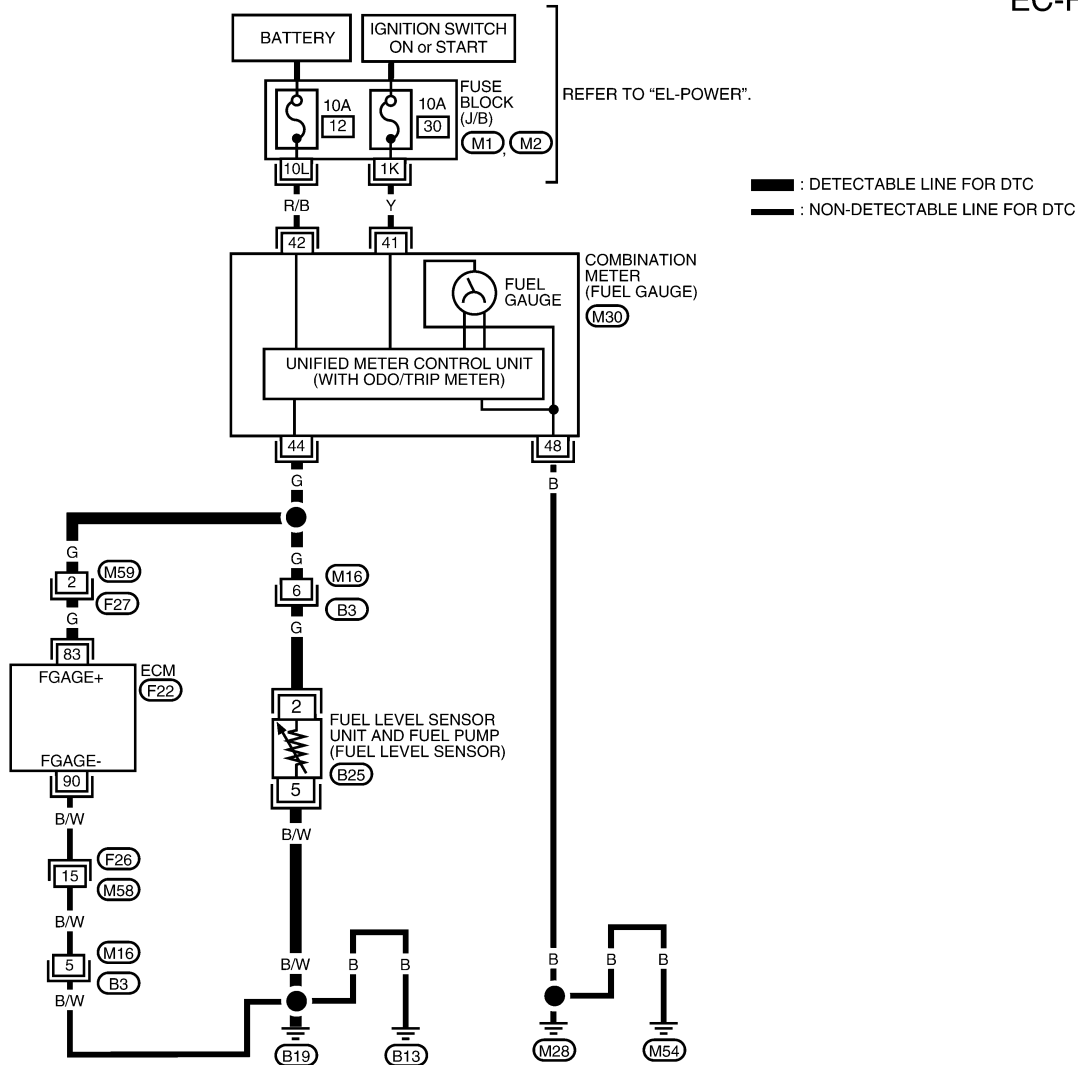 EC-F
BATTERY
IGNITION SWITCH
ON or START
10A
12
10A
30
FUSE
BLOCK
(J/B)
M1 , M2
REFER TO “EL-POWER”.
10L
1K
R/B
Y
: DETECTABLE LINE FOR DTC
: NON-DETECTABLE LINE FOR DTC
42
41
COMBINATION
METER
(FUEL GAUGE)
M30
FUEL
GAUGE
UNIFIED METER CONTROL UNIT
(WITH ODO/TRIP METER)
44
48
G
B
G
G
2
M59
F27
6
M16
B3
G
G
83
FGAGE+
ECM
F22
FGAGE-
90
2
FUEL LEVEL SENSOR
UNIT AND FUEL PUMP
(FUEL LEVEL SENSOR)
B25
5
B/W
B/W
15
F26
M58
B/W
5
M16
B3
B/W
B/W
B
B
B
B
B
B19
B13
M28
M54